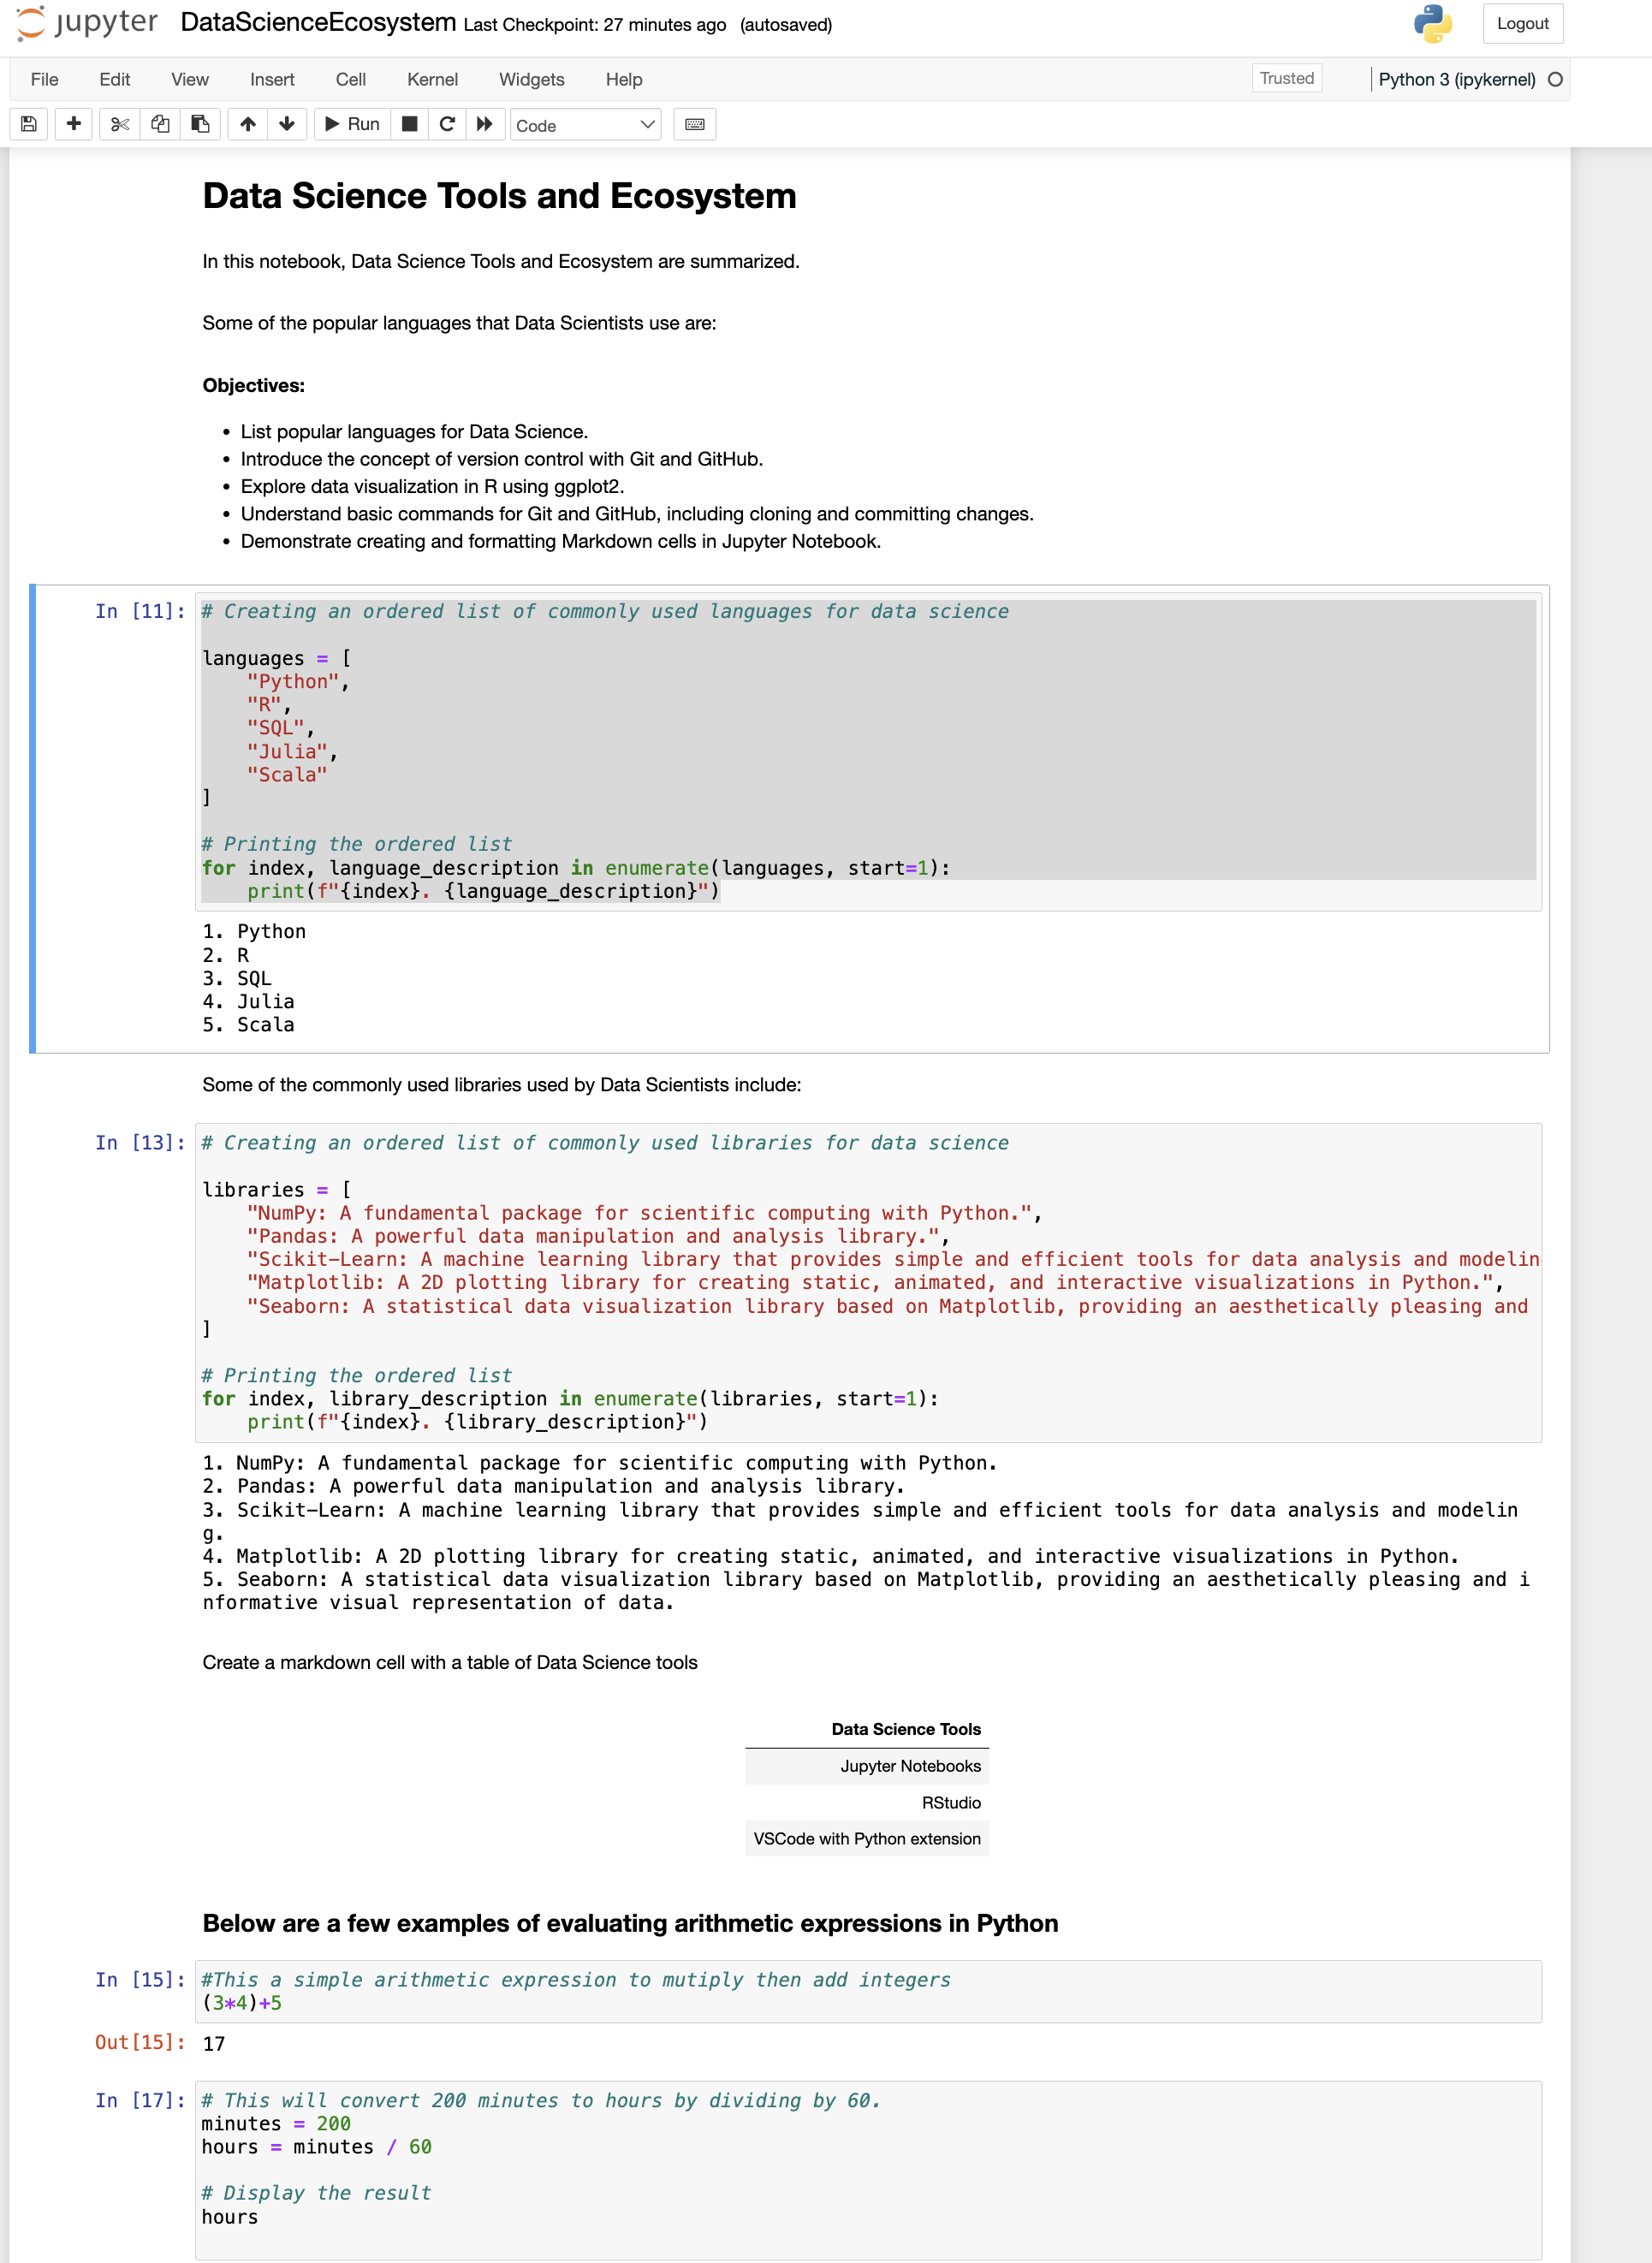 jupyter DataScienceEcosystem Last Checkpoint: 27 minutes ago (autosaved) Logout
File Edit View Insert Cell Kernel Widgets Help Trusted Python 3 (ipykernel)
Run Code
Data Science Tools and Ecosystem
In this notebook, Data Science Tools and Ecosystem are summarized.
Some of the popular languages that Data Scientists use are:
Objectives:
• List popular languages for Data Science.
• Introduce the concept of version control with Git and GitHub.
• Explore data visualization in R using ggplot2.
• Understand basic commands for Git and GitHub, including cloning and committing changes.
• Demonstrate creating and formatting Markdown cells in Jupyter Notebook.
In [11]: # Creating an ordered list of commonly used languages for data science
languages = [
"Python",
"R",
"SQL",
"Julia",
"Scala"
]
# Printing the ordered list
for index, language_description in enumerate(languages, start=1):
print(f"{index}. {language_description}")
1. Python
2. R
3. SQL
4. Julia
5. Scala
Some of the commonly used libraries used by Data Scientists include:
In [13]: # Creating an ordered list of commonly used libraries for data science
libraries = [
"NumPy: A fundamental package for scientific computing with Python.",
"Pandas: A powerful data manipulation and analysis library.",
"Scikit-Learn: A machine learning library that provides simple and efficient tools for data analysis and modelin
"Matplotlib: A 2D plotting library for creating static, animated, and interactive visualizations in Python.",
"Seaborn: A statistical data visualization library based on Matplotlib, providing an aesthetically pleasing and
]
# Printing the ordered list
for index, library_description in enumerate(libraries, start=1):
print(f"{index}. {library_description}")
1. NumPy: A fundamental package for scientific computing with Python.
2. Pandas: A powerful data manipulation and analysis library.
3. Scikit-Learn: A machine learning library that provides simple and efficient tools for data analysis and modelin
g.
4. Matplotlib: A 2D plotting library for creating static, animated, and interactive visualizations in Python.
5. Seaborn: A statistical data visualization library based on Matplotlib, providing an aesthetically pleasing and i
nformative visual representation of data.
Create a markdown cell with a table of Data Science tools
Data Science Tools
Jupyter Notebooks
RStudio
VSCode with Python extension
Below are a few examples of evaluating arithmetic expressions in Python
In [15]: #This a simple arithmetic expression to mutiply then add integers
(3*4)+5
Out[15]: 17
In [17]: # This will convert 200 minutes to hours by dividing by 60.
minutes = 200
hours = minutes / 60
# Display the result
hours